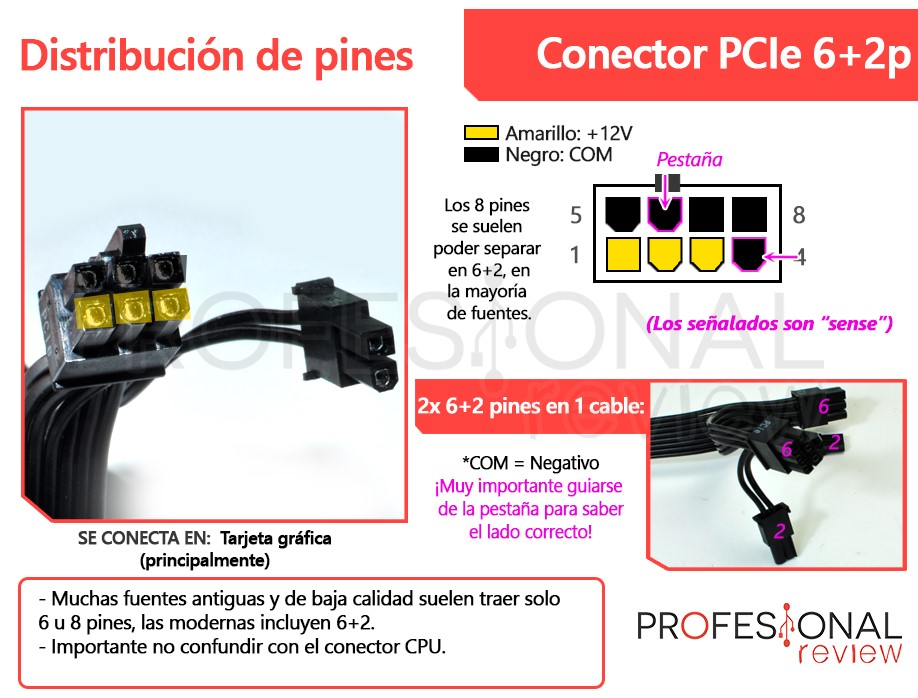 Distribución de pines
Conector PCIe 6+2p
Amarillo: +12V
Negro: COM
Pestaña
Los 8 pines
se suelen
poder separar
en 6+2, en
la mayoría
de fuentes.
5
8
1
4
(Los señalados son “sense”)
PROFESIONAL
review
2x 6+2 pines en 1 cable:
*COM = Negativo
¡Muy importante guiarse
de la pestaña para saber
el lado correcto!
PCIe
6
6
2
2
SE CONECTA EN: Tarjeta gráfica
(principalmente)
- Muchas fuentes antiguas y de baja calidad suelen traer solo
6 u 8 pines, las modernas incluyen 6+2.
- Importante no confundir con el conector CPU.
PROFESIONAL
review